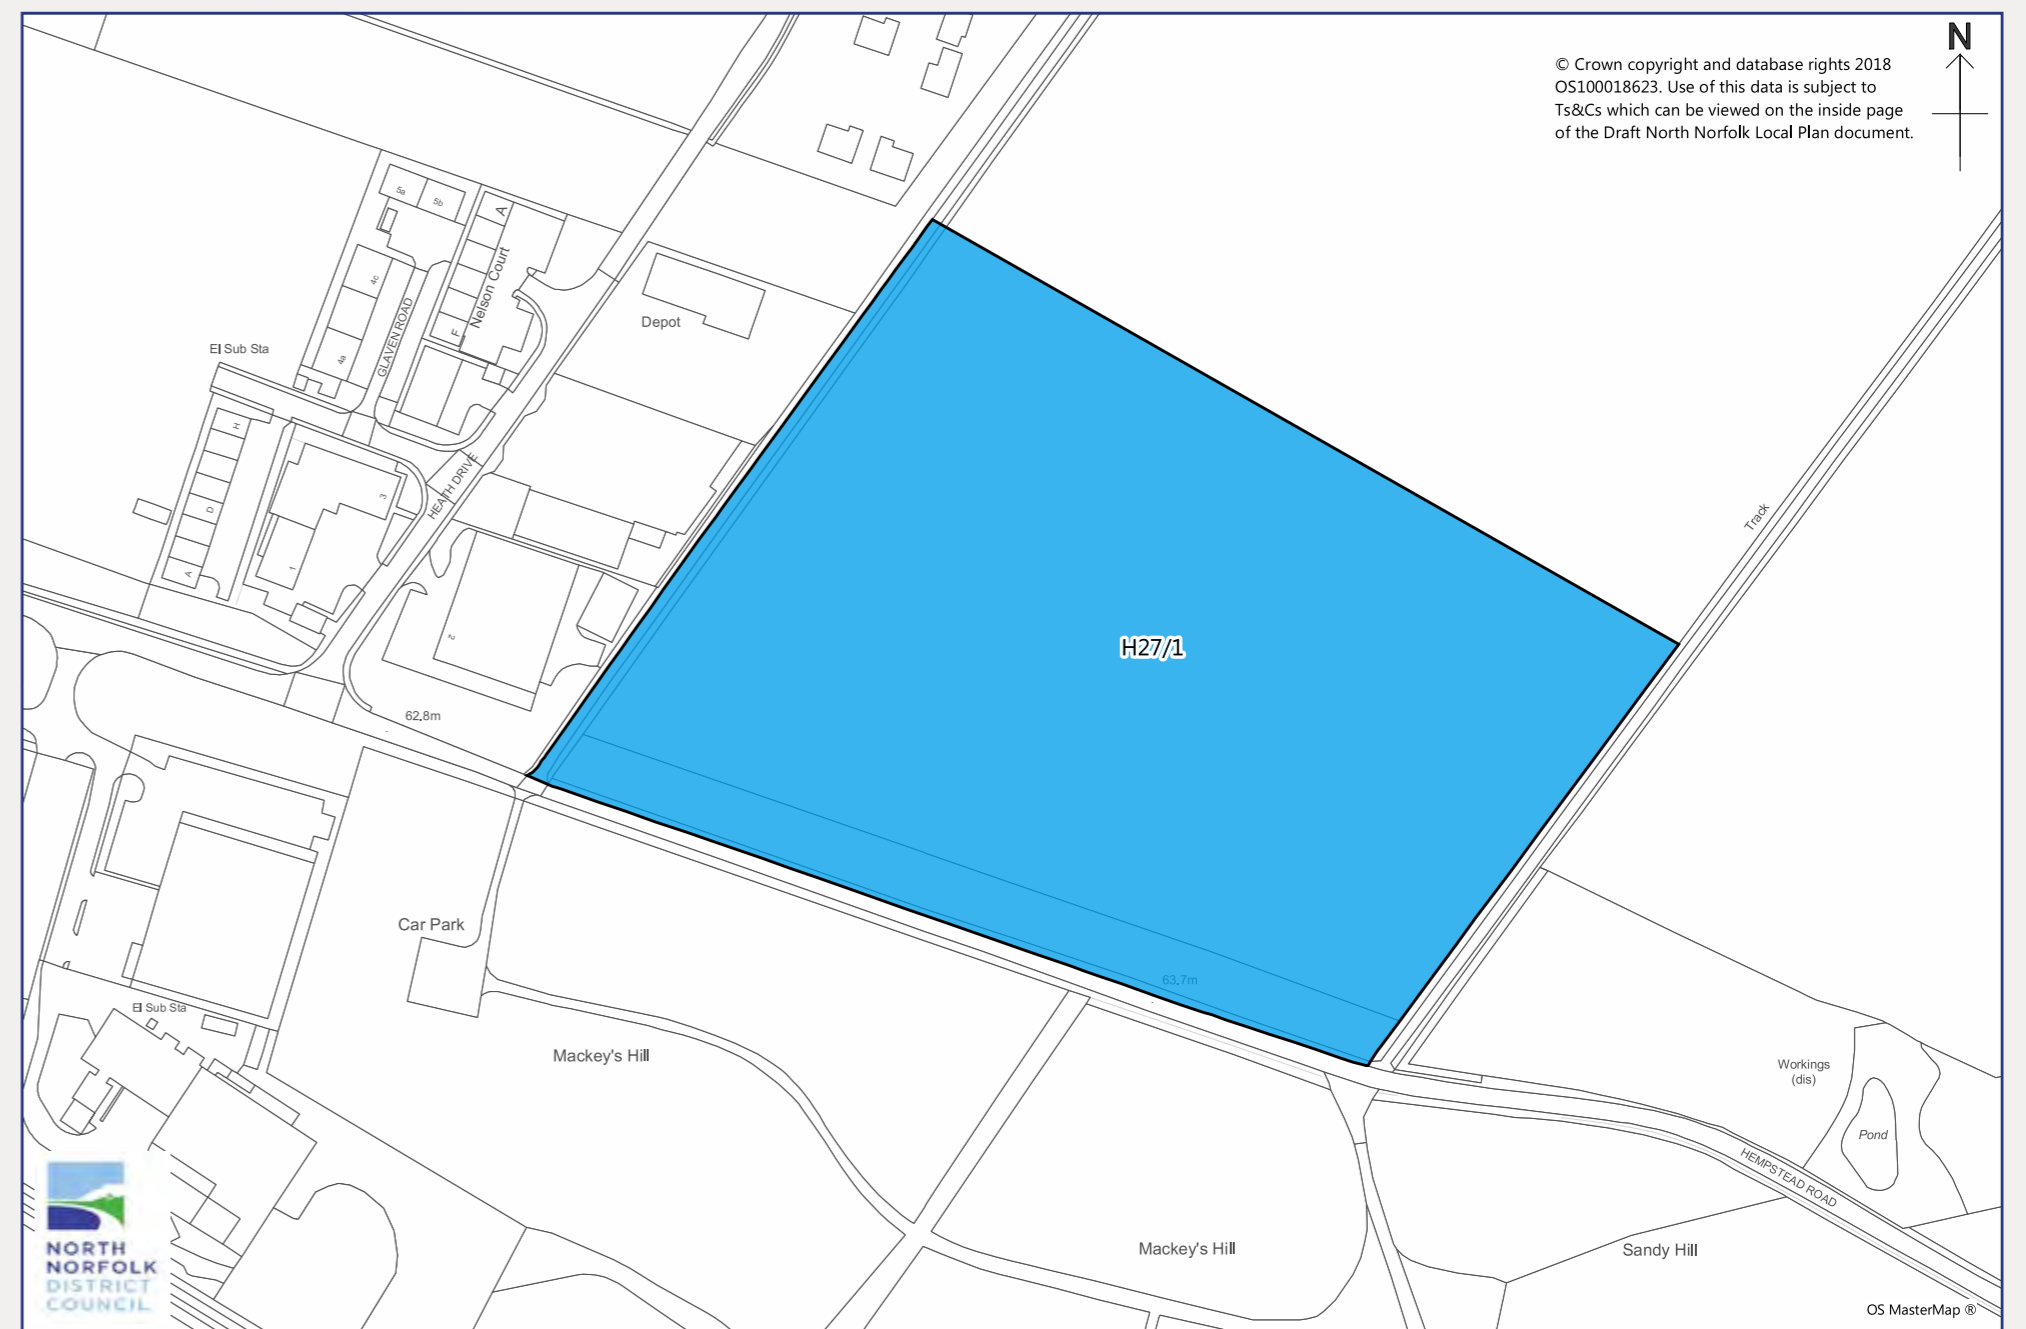 N
© Crown copyright and database rights 2018
OS100018623. Use of this data is subject to
Ts&Cs which can be viewed on the inside page
of the Draft North Norfolk Local Plan document.
5a
5b
A
Nelson Court
F
4c
4a
GLAVEN ROAD
Depot
El Sub Sta
H
D
A
3
1
HEATH DRIVE
2
Track
H27/1
62.8m
Car Park
63.7m
El Sub Sta
Mackey's Hill
Workings
(dis)
Pond
HEMPSTEAD ROAD
Mackey's Hill
Sandy Hill
NORTH
NORFOLK
DISTRICT
COUNCIL
OS MasterMap ®